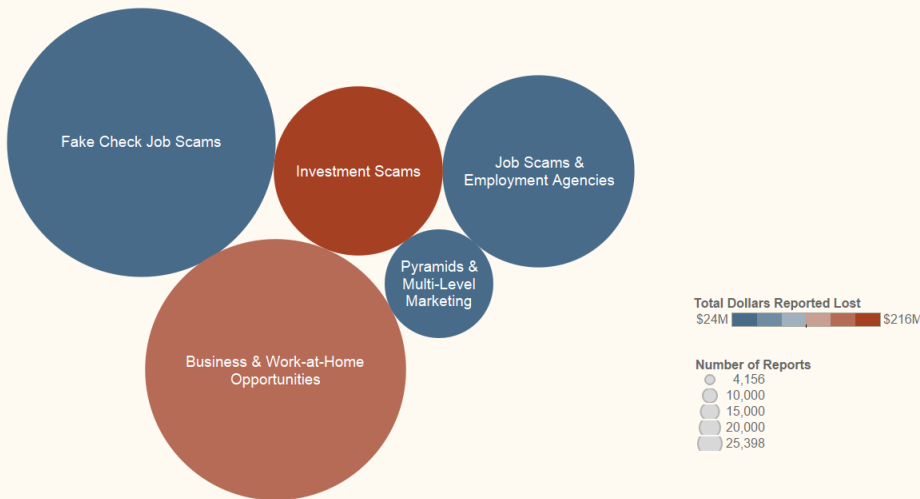 Fake Check Job Scams
Investment Scams
Job Scams &
Employment Agencies
Pyramids &
Multi-Level
Marketing
Business & Work-at-Home
Opportunities
Total Dollars Reported Lost
$24M $216M
Number of Reports
4,156
10,000
15,000
20,000
25,398